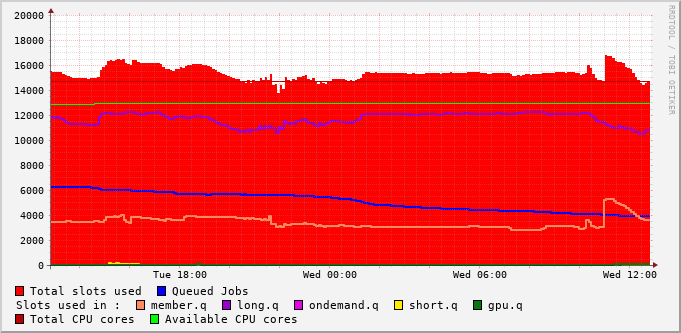 20000
18000
16000
14000
12000
10000
8000
6000
4000
2000
0
Tue 18:00 Wed 00:00 Wed 06:00 Wed 12:00
RRDTOOL / TOBI OETIKER
Total slots used Queued Jobs
Slots used in : member.q long.q ondemand.q short.q gpu.q
Total CPU cores Available CPU cores